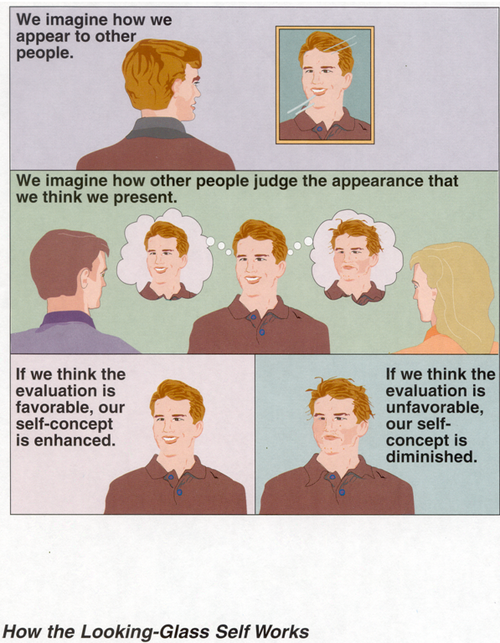 We imagine how we
appear to other
people.
We imagine how other people judge the appearance that
we think we present.
If we think the
evaluation is
favorable, our
self-concept
is enhanced.
If we think the
evaluation is
unfavorable,
our self-
concept is
diminished.
How the Looking-Glass Self Works